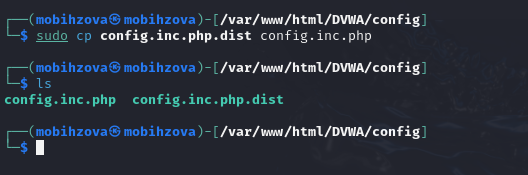 ┌──(mobihzova㉿mobihzova)-[/var/www/html/DVWA/config]
└─$ sudo cp config.inc.php.dist config.inc.php
┌──(mobihzova㉿mobihzova)-[/var/www/html/DVWA/config]
└─$ ls
config.inc.php  config.inc.php.dist
┌──(mobihzova㉿mobihzova)-[/var/www/html/DVWA/config]
└─$